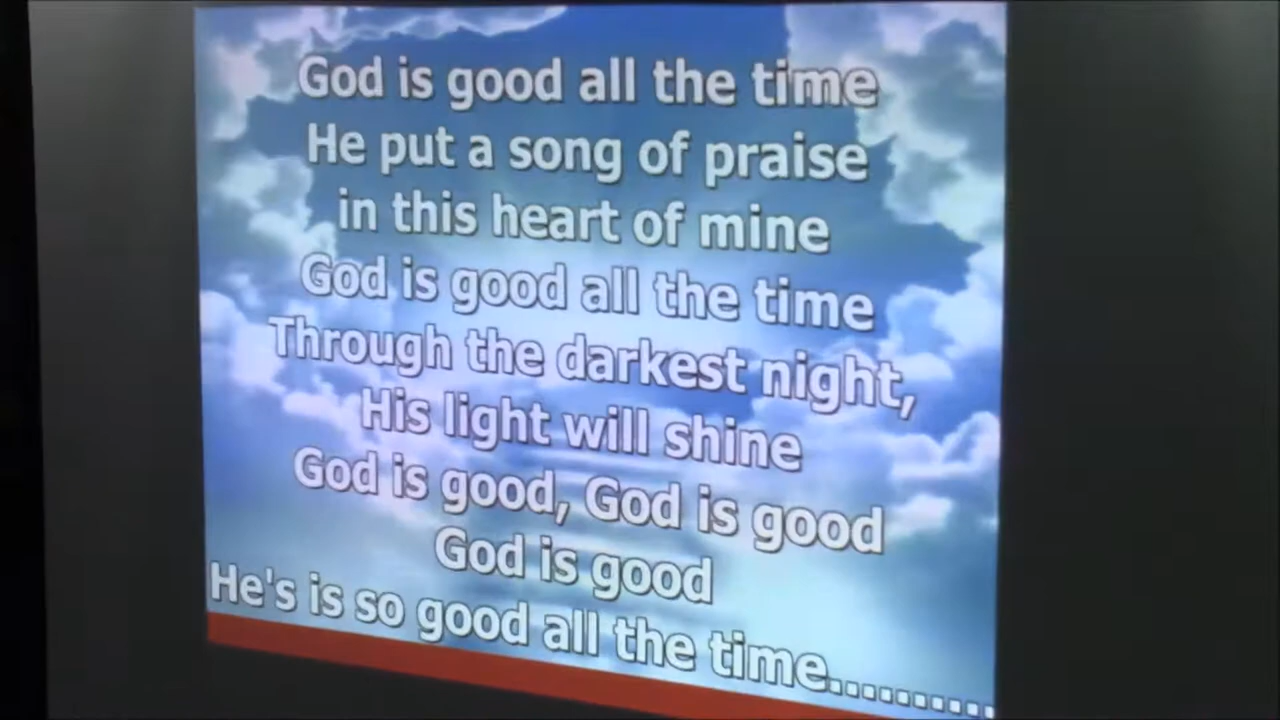 God is good all the time
He put a song of praise
in this heart of mine
God is good all the time
Through the darkest night,
His light will shine
God is good, God is good
God is good
He's is so good all the time..........